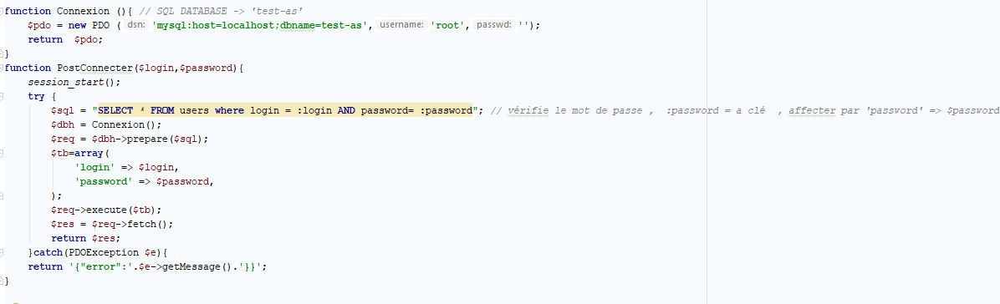 function Connexion (){ // SQL DATABASE -> 'test-as'
$pdo = new PDO ( dsn: 'mysql:host=localhost;dbname=test-as', username: 'root', passwd: '');
return $pdo;
}
function PostConnecter($login,$password){
session_start();
try {
$sql = "SELECT * FROM users where login = :login AND password= :password"; // vérifie le mot de passe , :password = a clé , affecter par 'password' => $password
$dbh = Connexion();
$req = $dbh->prepare($sql);
$tb=array(
'login' => $login,
'password' => $password,
);
$req->execute($tb);
$res = $req->fetch();
return $res;
}catch(PDOException $e){
return '{"error":'.$e->getMessage().'}}';
}